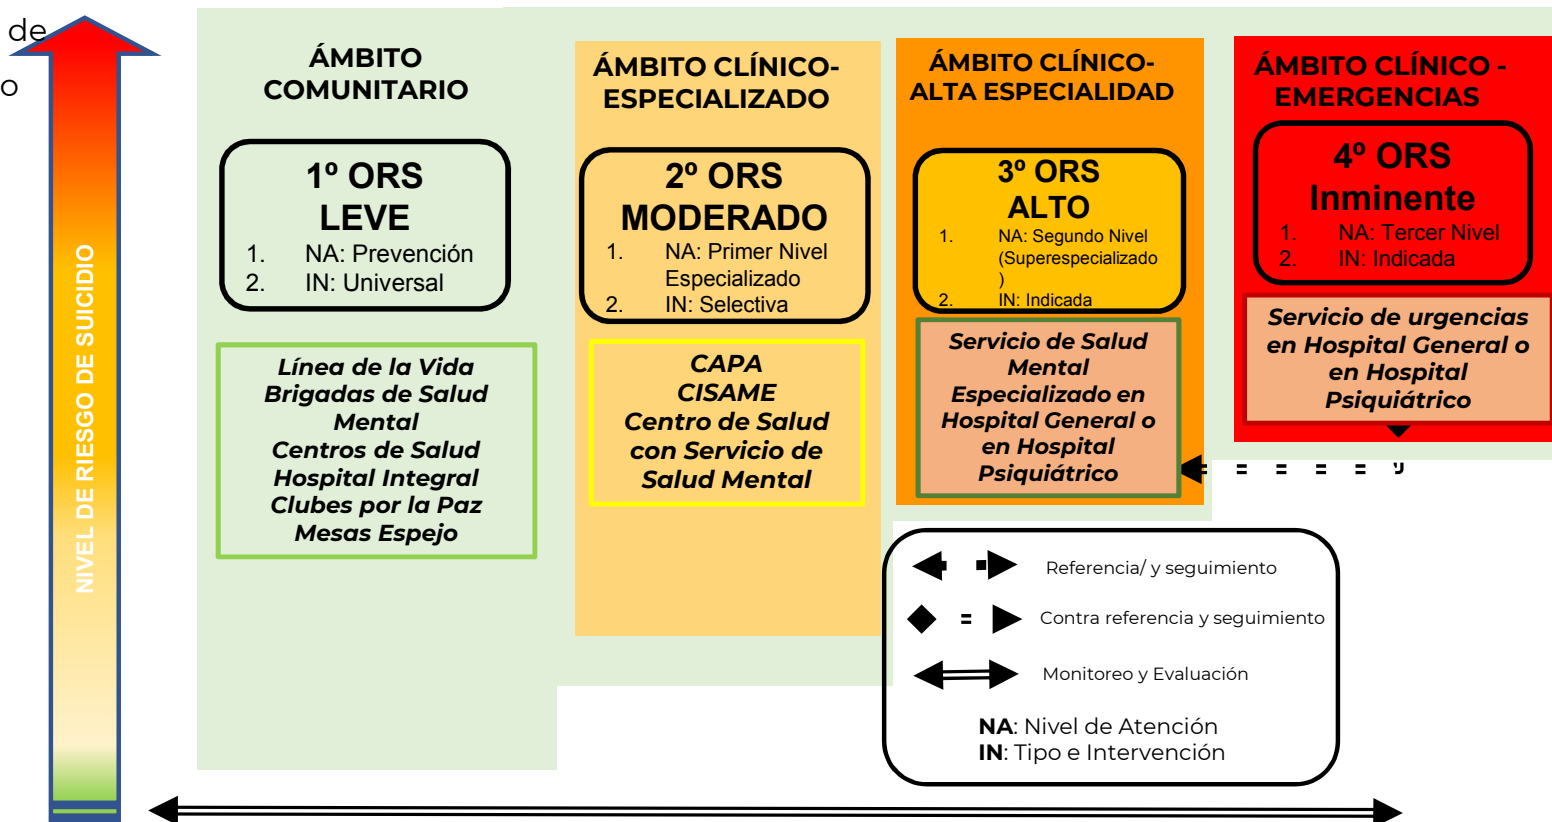 de
o
NIVEL DE RIESGO DE SUICIDIO
ÁMBITO
COMUNITARIO
1º ORS
LEVE
1. NA: Prevención
2. IN: Universal
Línea de la Vida
Brigadas de Salud
Mental
Centros de Salud
Hospital Integral
Clubes por la Paz
Mesas Espejo
ÁMBITO CLÍNICO-
ESPECIALIZADO
2º ORS
MODERADO
1. NA: Primer Nivel
Especializado
2. IN: Selectiva
CAPA
CISAME
Centro de Salud
con Servicio de
Salud Mental
ÁMBITO CLÍNICO-
ALTA ESPECIALIDAD
3º ORS
ALTO
1. NA: Segundo Nivel
(Superespecializado
)
2. IN: Indicada
Servicio de Salud
Mental
Especializado en
Hospital General o
en Hospital
Psiquiátrico
ÁMBITO CLÍNICO -
EMERGENCIAS
4º ORS
Inminente
1. NA: Tercer Nivel
2. IN: Indicada
Servicio de urgencias
en Hospital General o
en Hospital
Psiquiátrico
Referencia/ y seguimiento
Contra referencia y seguimiento
Monitoreo y Evaluación
NA: Nivel de Atención
IN: Tipo e Intervención